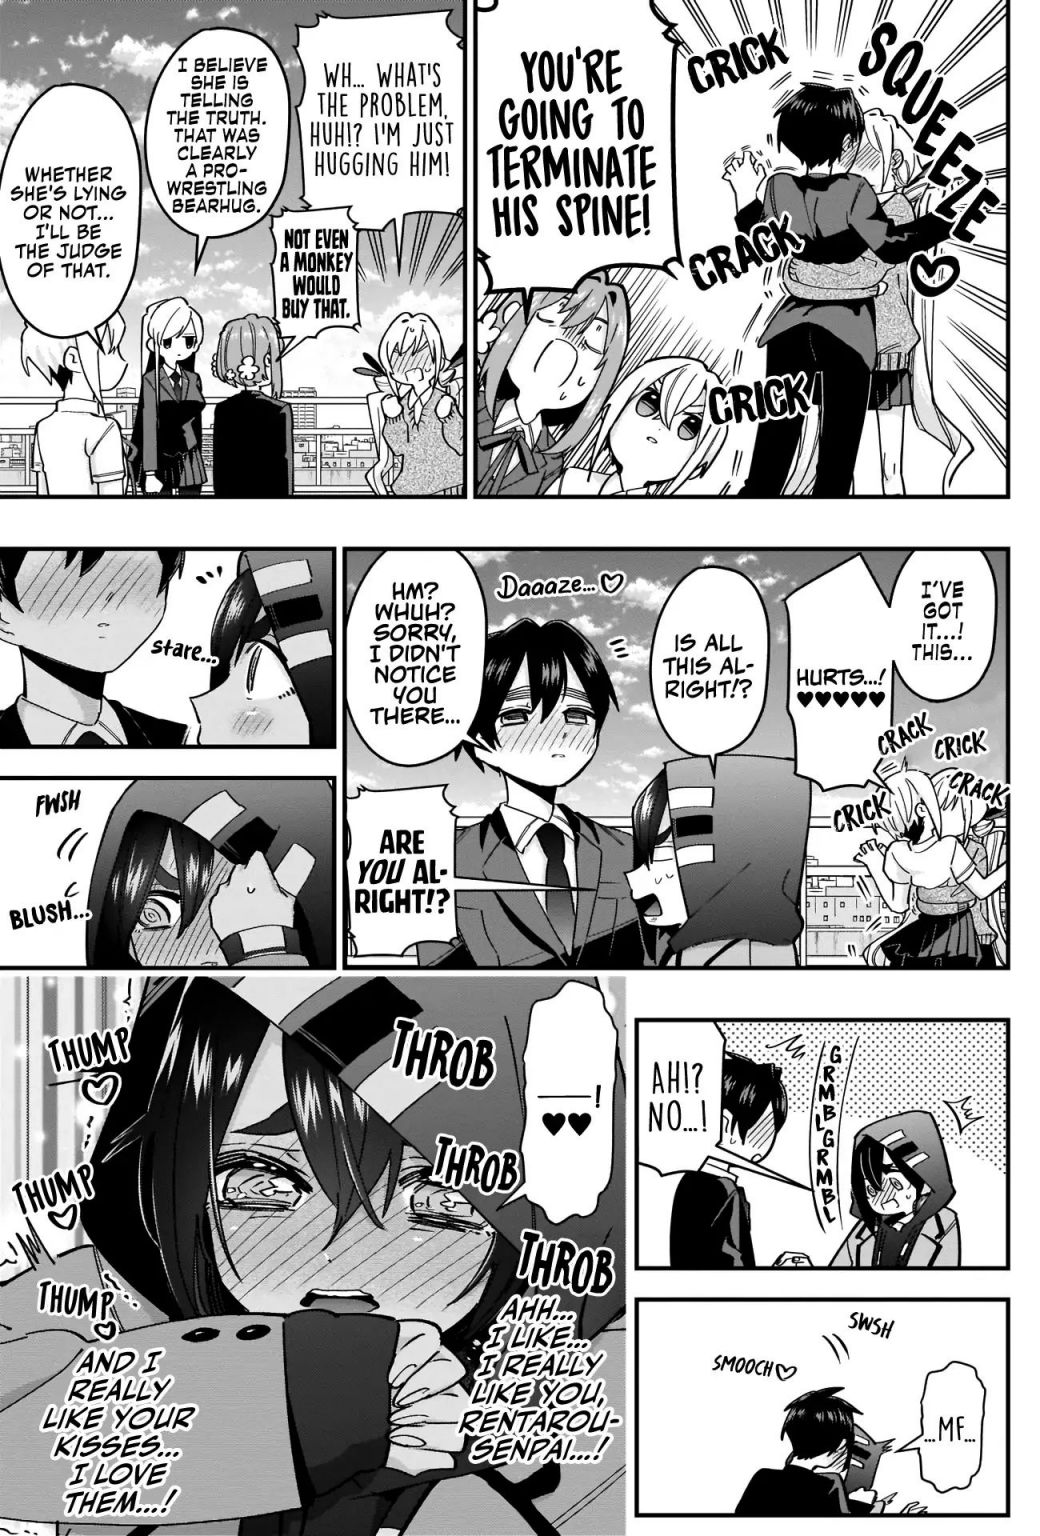 CRICK
SQUEEZE
CRACK
CRICK
YOU'RE
GOING TO
TERMINATE
HIS SPINE!
WH... WHAT'S
THE PROBLEM,
HUH!? I'M JUST
HUGGING HIM!
NOT EVEN
A MONKEY
WOULD
BUY THAT.
I BELIEVE
SHE IS
TELLING
THE TRUTH.
THAT WAS
CLEARLY
A PRO-
WRESTLING
BEARHUG.
WHETHER
SHE'S LYING
OR NOT...
I'LL BE
THE JUDGE
OF THAT.
I'VE
GOT
IT...!
THIS...
HURTS...!
♥♥♥♥♥
CRACK
CRICK
CRACK
CRICK
IS ALL
THIS AL-
RIGHT!?
Daaaze...♡
HM?
WHUH?
SORRY,
I DIDN'T
NOTICE
YOU
THERE...
ARE
YOU AL-
RIGHT!?
stare...
FWSH
BLUSH...
GRMBLGRMBL
AH!?
NO...!
SWSH
SMOOCH♡
...MF...
THROB
THROB
THROB
———!
♥♥
AHH...
I LIKE...
I REALLY
LIKE YOU,
RENTAROU-
SENPAI...!
THUMP
♡
THUMP
♡
THUMP
♡
AND I
REALLY
LIKE YOUR
KISSES...
I LOVE
THEM...!